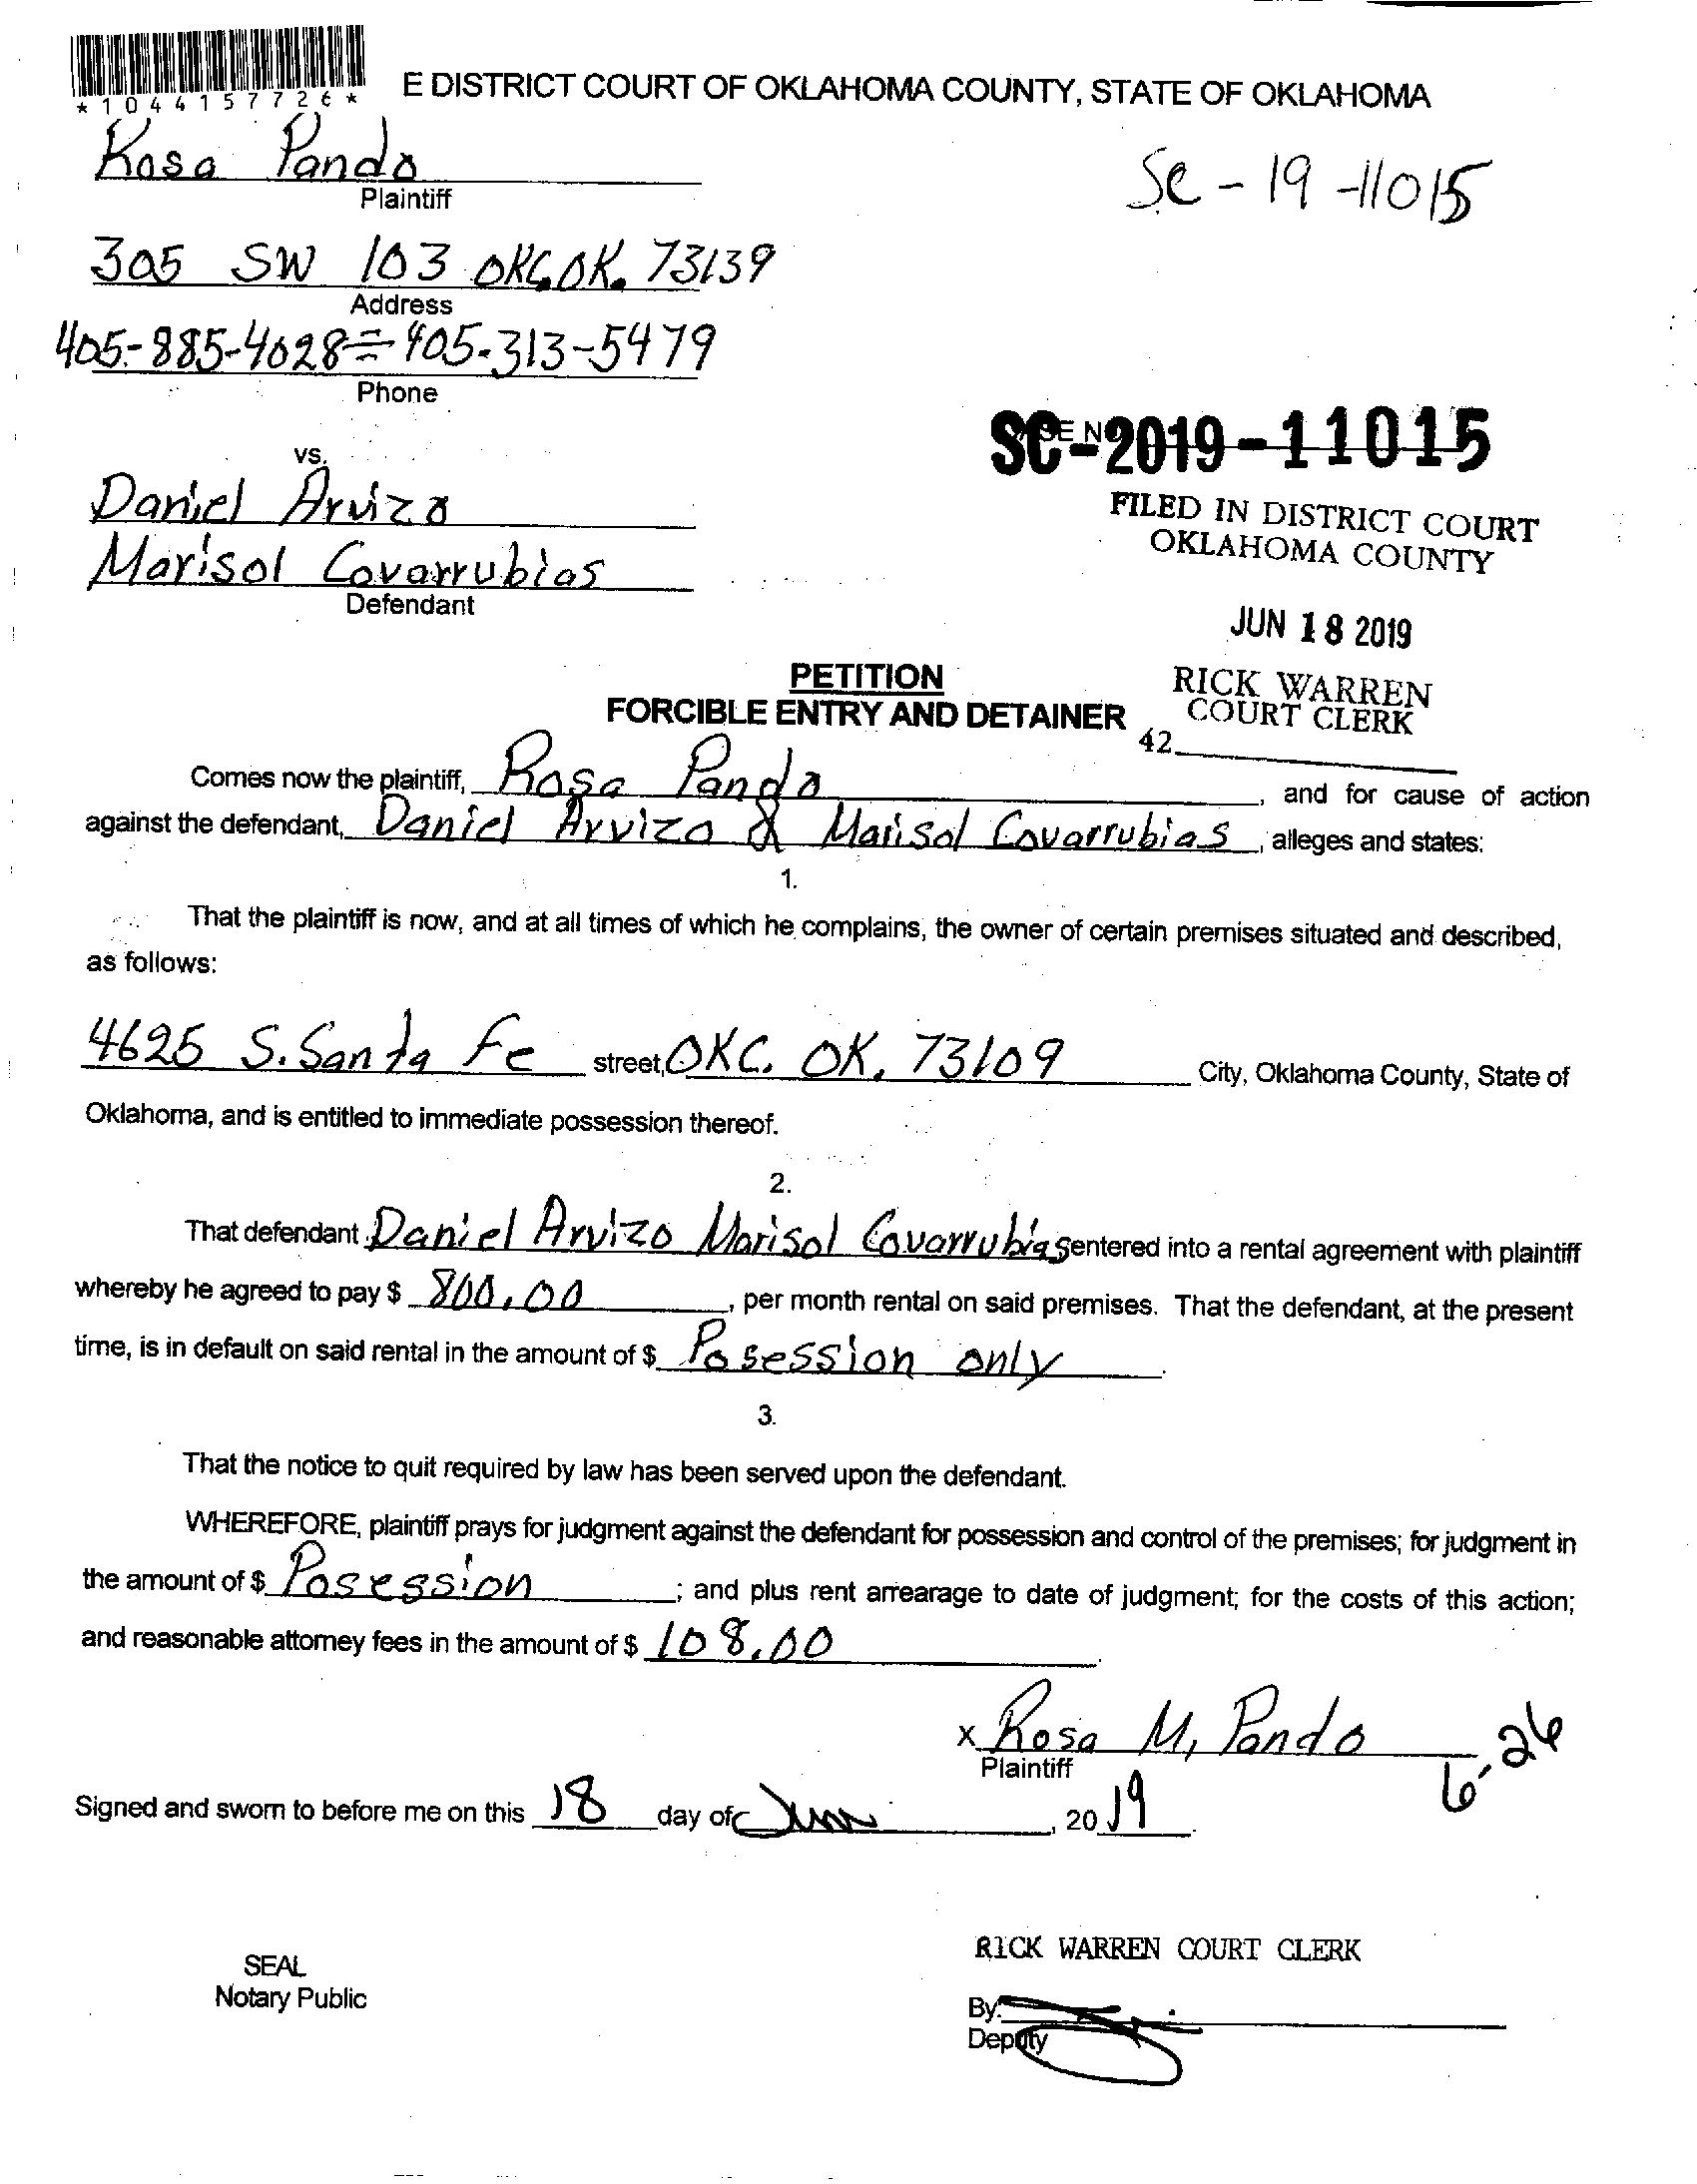 *1044157726*
E DISTRICT COURT OF OKLAHOMA COUNTY, STATE OF OKLAHOMA
Rosa Pando
Plaintiff
SC-19-11015
305 SW 103 OKC, OK. 73139
Address
405-885-4028 = 405-313-5479
Phone
SC-2019-11015
vs.
Daniel Arvizo
FILED IN DISTRICT COURT
OKLAHOMA COUNTY
Marisol Covarrubias
Defendant
JUN 18 2019
PETITION
FORCIBLE ENTRY AND DETAINER
RICK WARREN
COURT CLERK
42
Comes now the plaintiff, Rosa Pando, and for cause of action
against the defendant, Daniel Arvizo & Marisol Covarrubias, alleges and states:
1.
That the plaintiff is now, and at all times of which he complains, the owner of certain premises situated and described,
as follows:
4625 S. Santa Fe street, OKC. OK. 73109 City, Oklahoma County, State of
Oklahoma, and is entitled to immediate possession thereof.
2.
That defendant Daniel Arvizo Marisol Covarrubias entered into a rental agreement with plaintiff
whereby he agreed to pay $ 800.00, per month rental on said premises. That the defendant, at the present
time, is in default on said rental in the amount of $ Posession only.
3.
That the notice to quit required by law has been served upon the defendant.
WHEREFORE, plaintiff prays for judgment against the defendant for possession and control of the premises; for judgment in
the amount of $ Posession; and plus rent arrearage to date of judgment; for the costs of this action;
and reasonable attorney fees in the amount of $ 108.00.
x Rosa M. Pando
Plaintiff
6-26
Signed and sworn to before me on this 18 day of June, 2019.
RICK WARREN COURT CLERK
SEAL
Notary Public
By:
Deputy